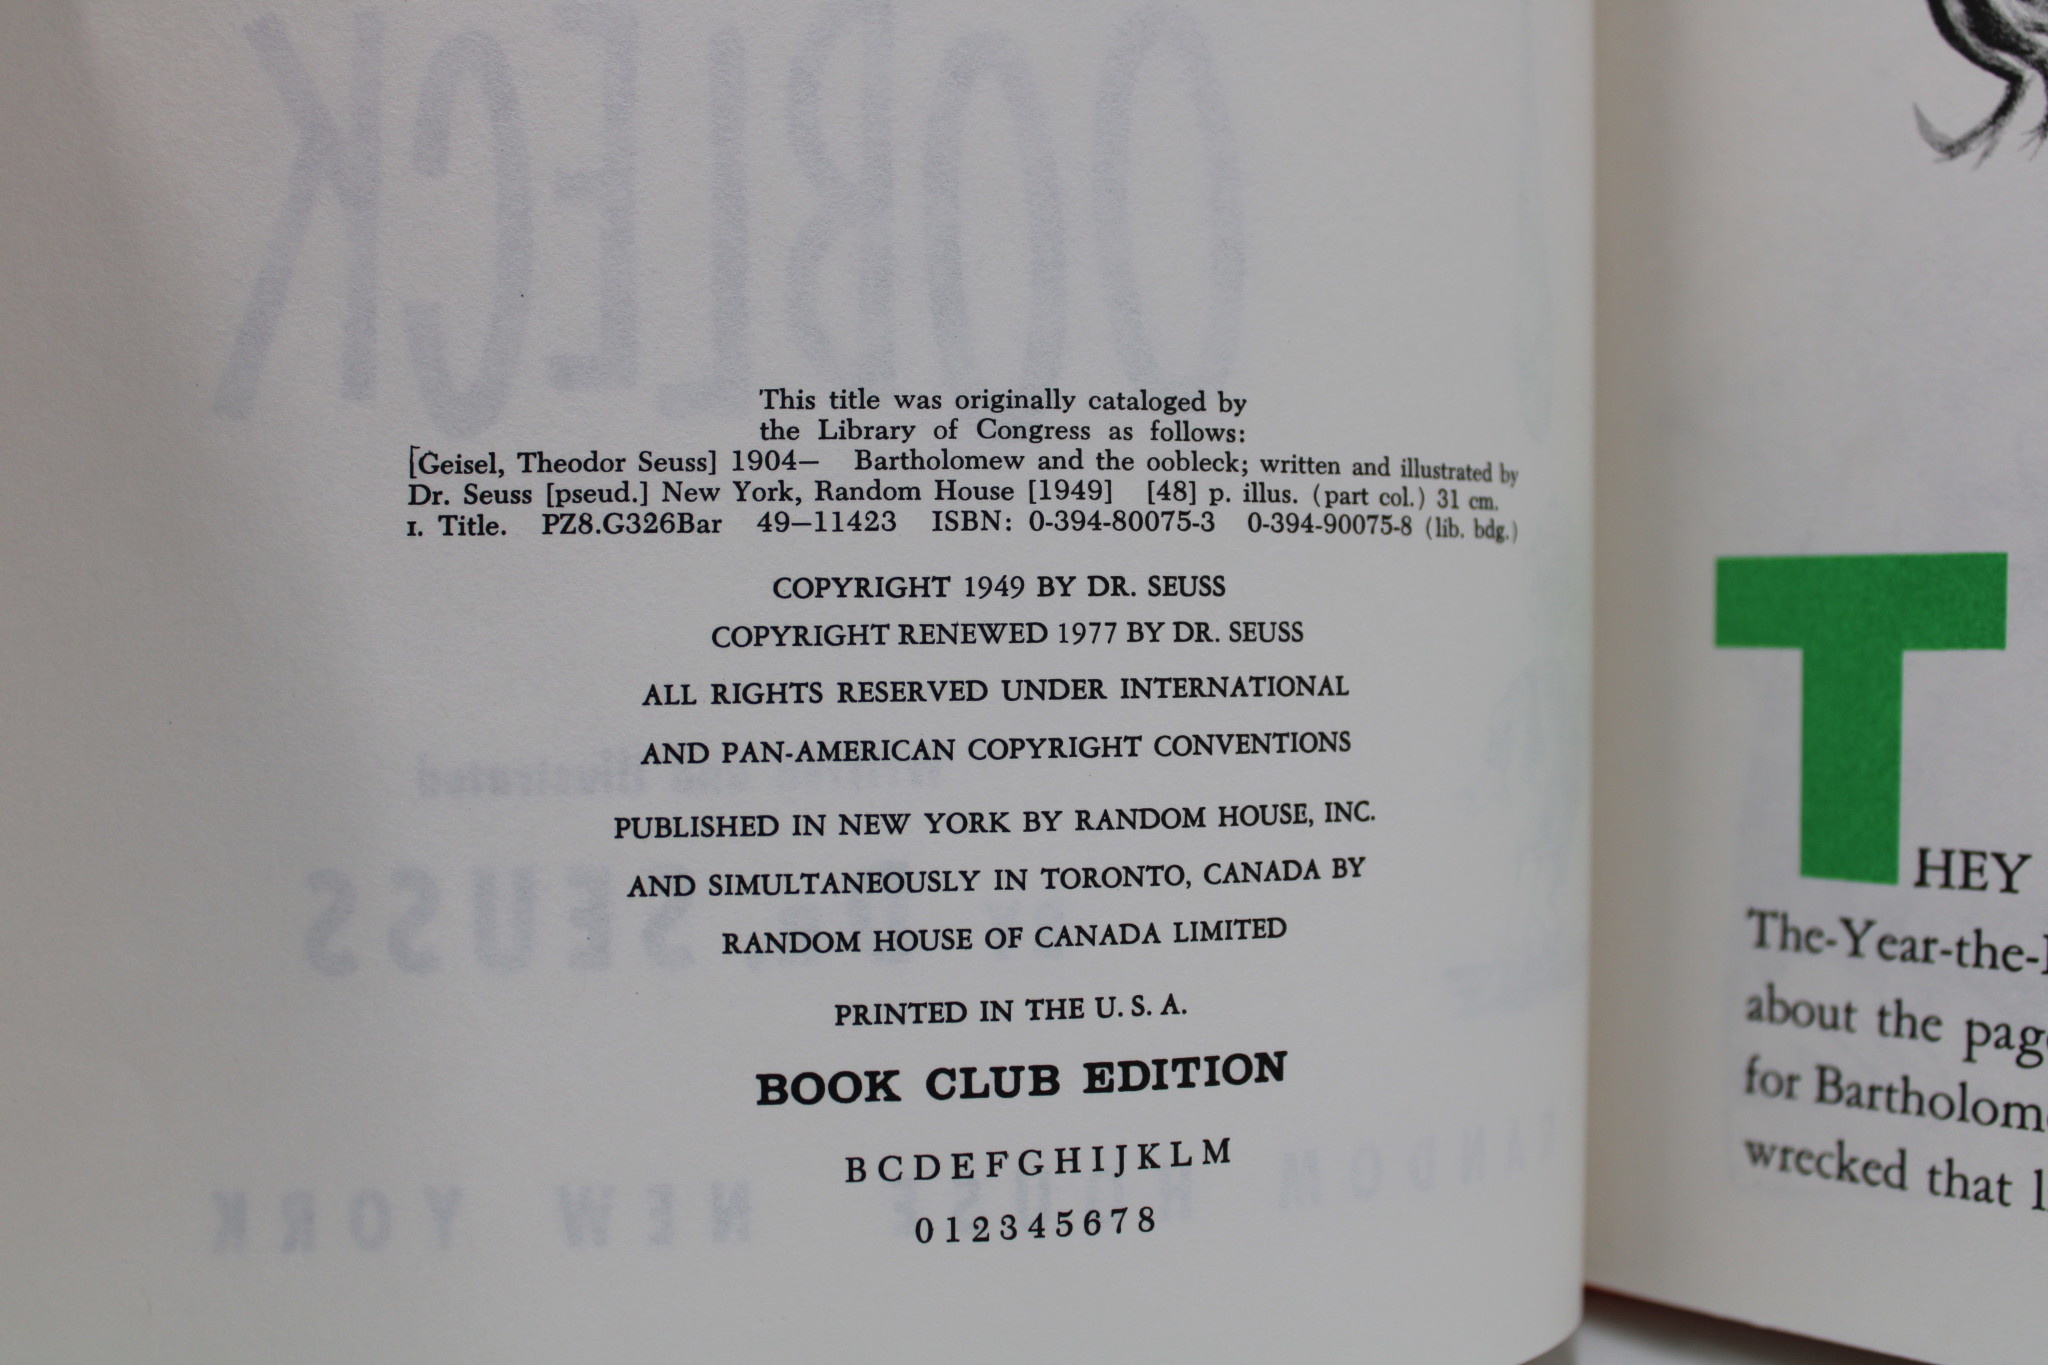 This title was originally cataloged by
the Library of Congress as follows:
[Geisel, Theodor Seuss] 1904– Bartholomew and the oobleck; written and illustrated by
Dr. Seuss [pseud.] New York, Random House [1949] [48] p. illus. (part col.) 31 cm.
I. Title. PZ8.G326Bar 49–11423 ISBN: 0-394-80075-3 0-394-90075-8 (lib. bdg.)
COPYRIGHT 1949 BY DR. SEUSS
COPYRIGHT RENEWED 1977 BY DR. SEUSS
ALL RIGHTS RESERVED UNDER INTERNATIONAL
AND PAN-AMERICAN COPYRIGHT CONVENTIONS
PUBLISHED IN NEW YORK BY RANDOM HOUSE, INC.
AND SIMULTANEOUSLY IN TORONTO, CANADA BY
RANDOM HOUSE OF CANADA LIMITED
PRINTED IN THE U. S. A.
BOOK CLUB EDITION
B C D E F G H I J K L M
0 1 2 3 4 5 6 7 8
THEY
The-Year-the-
about the
for
wrecked that